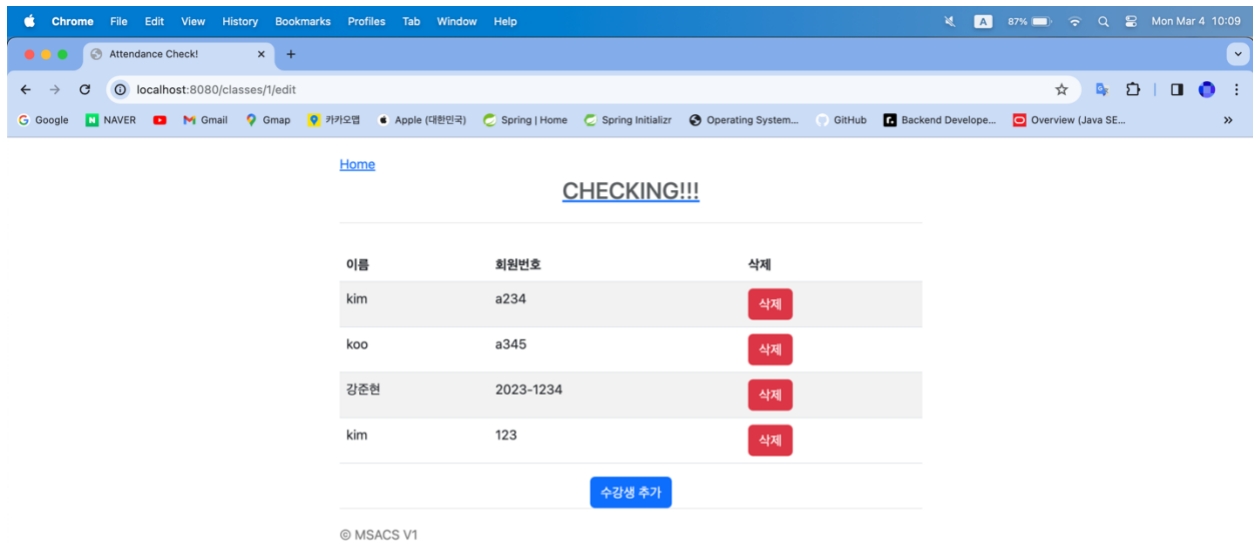 Chrome File Edit View History Bookmarks Profiles Tab Window Help A 87% Mon Mar 4 10:09
Attendance Check!
localhost:8080/classes/1/edit
Google NAVER Gmail Gmap 카카오맵 Apple (대한민국) Spring | Home Spring Initializr Operating System... GitHub Backend Develope... Overview (Java SE... »
Home
CHECKING!!!
이름 회원번호 삭제
kim a234 삭제
koo a345 삭제
강준현 2023-1234 삭제
kim 123 삭제
수강생 추가
© MSACS V1